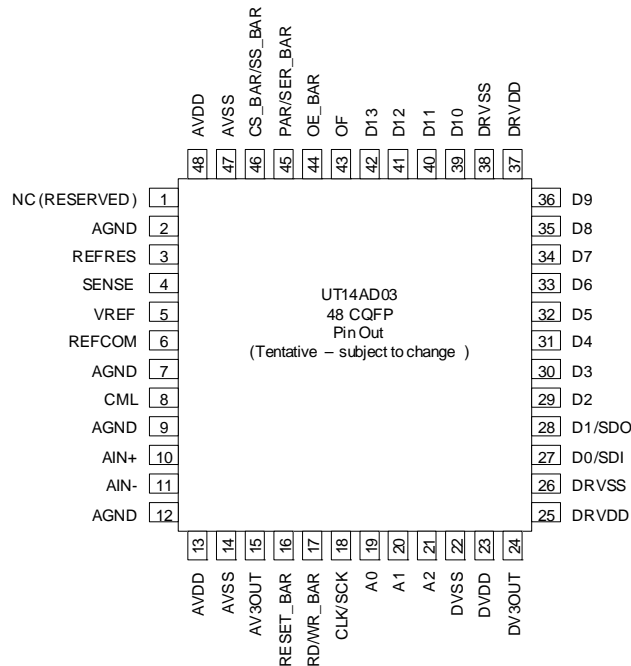 AVDD
AVSS
CS_BAR/SS_BAR
PAR/SER_BAR
OE_BAR
OF
D13
D12
D11
D10
DRVSS
DRVDD
48 47 46 45 44 43 42 41 40 39 38 37
NC (RESERVED) 1
AGND 2
REFRES 3
SENSE 4
VREF 5
REFCOM 6
AGND 7
CML 8
AGND 9
AIN+ 10
AIN- 11
AGND 12
UT14AD03
48 CQFP
Pin Out
(Tentative – subject to change )
36 D9
35 D8
34 D7
33 D6
32 D5
31 D4
30 D3
29 D2
28 D1/SDO
27 D0/SDI
26 DRVSS
25 DRVDD
13 14 15 16 17 18 19 20 21 22 23 24
AVDD
AVSS
AV3OUT
RESET_BAR
RD/WR_BAR
CLK/SCK
A0
A1
A2
DVSS
DVDD
DV3OUT